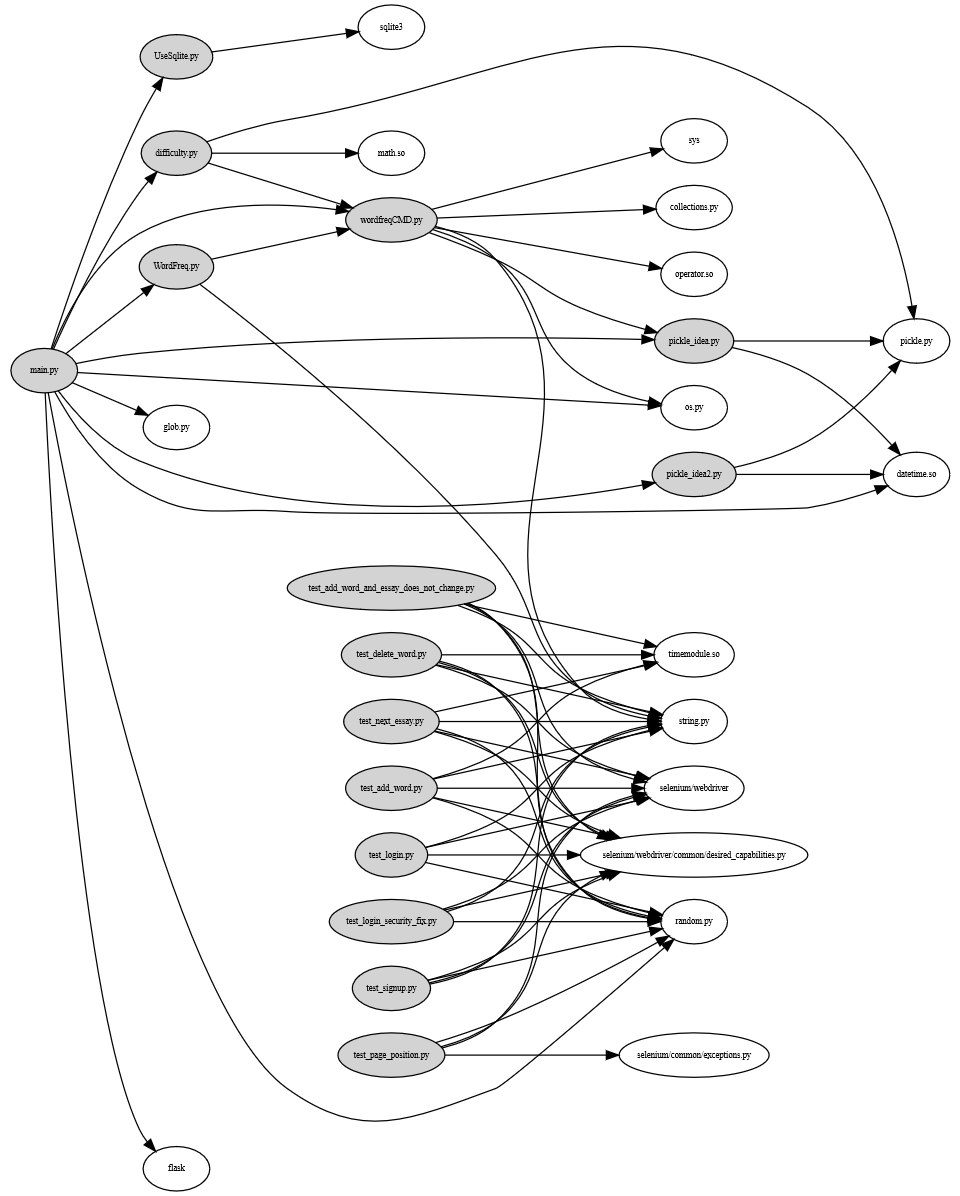 sqlite3
UseSqlite.py
sys
difficulty.py
math.so
collections.py
wordfreqCMD.py
WordFreq.py
operator.so
pickle_idea.py
pickle.py
main.py
os.py
glob.py
pickle_idea2.py
datetime.so
test_add_word_and_essay_does_not_change.py
test_delete_word.py
timemodule.so
test_next_essay.py
string.py
test_add_word.py
selenium/webdriver
test_login.py
selenium/webdriver/common/desired_capabilities.py
test_login_security_fix.py
random.py
test_signup.py
test_page_position.py
selenium/common/exceptions.py
flask